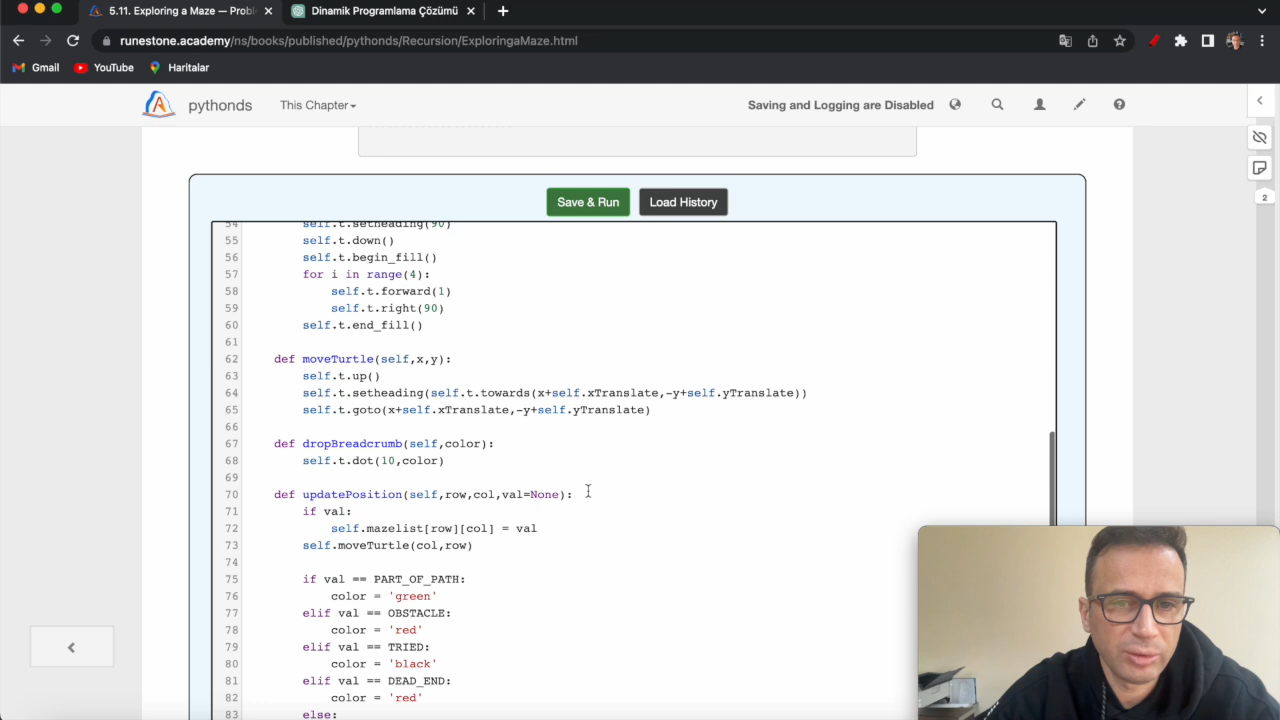 5.11. Exploring a Maze — Proble
Dinamik Programlama Çözümü
runestone.academy/ns/books/published/pythonds/Recursion/ExploringaMaze.html
Gmail
YouTube
Haritalar
pythonds
This Chapter
Saving and Logging are Disabled
2
Save & Run
Load History
54 self.t.setheading(90)
55 self.t.down()
56 self.t.begin_fill()
57 for i in range(4):
58 self.t.forward(1)
59 self.t.right(90)
60 self.t.end_fill()
61
62 def moveTurtle(self,x,y):
63 self.t.up()
64 self.t.setheading(self.t.towards(x+self.xTranslate,-y+self.yTranslate))
65 self.t.goto(x+self.xTranslate,-y+self.yTranslate)
66
67 def dropBreadcrumb(self,color):
68 self.t.dot(10,color)
69
70 def updatePosition(self,row,col,val=None):
71 if val:
72 self.mazelist[row][col] = val
73 self.moveTurtle(col,row)
74
75 if val == PART_OF_PATH:
76 color = 'green'
77 elif val == OBSTACLE:
78 color = 'red'
79 elif val == TRIED:
80 color = 'black'
81 elif val == DEAD_END:
82 color = 'red'
83 else: